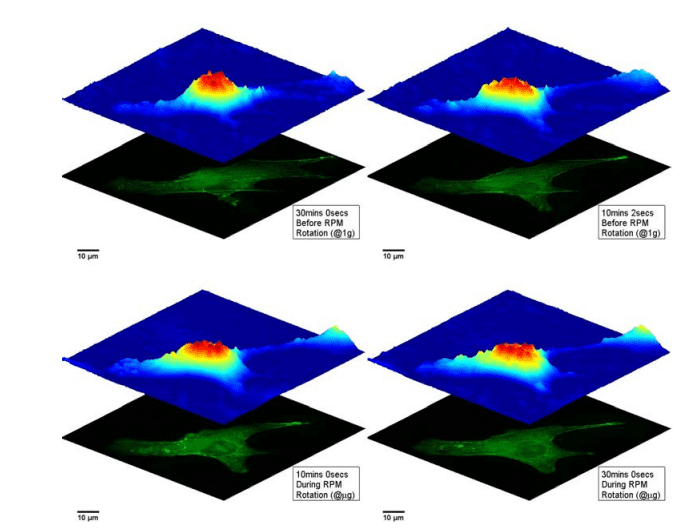 30mins 0secs
Before RPM
Rotation (@1g)
10 µm
10mins 2secs
Before RPM
Rotation (@1g)
10 µm
10mins 0secs
During RPM
Rotation (@µg)
10 µm
30mins 0secs
During RPM
Rotation (@µg)
10 µm